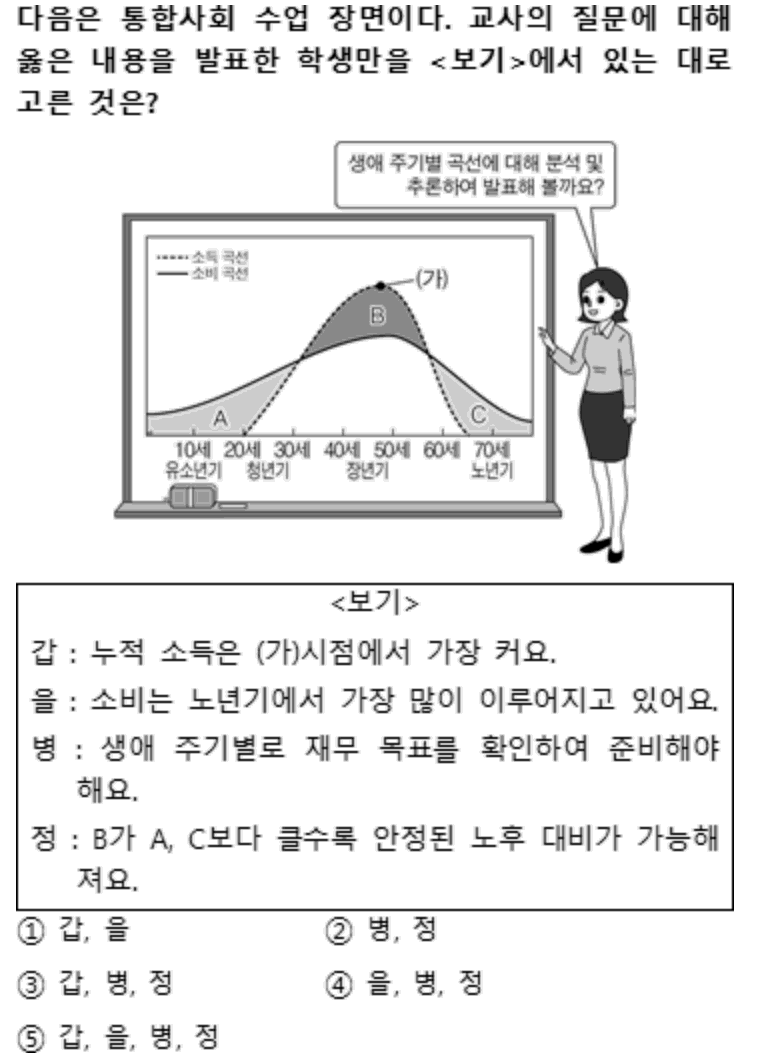 다음은 통합사회 수업 장면이다. 교사의 질문에 대해
옳은 내용을 발표한 학생만을 <보기>에서 있는 대로
고른 것은?
생애 주기별 곡선에 대해 분석 및
추론하여 발표해 볼까요?
소득 곡선
소비 곡선
(가)
B
A
C
10세 20세 30세 40세 50세 60세 70세
유소년기 청년기 장년기 노년기
<보기>
갑 : 누적 소득은 (가)시점에서 가장 커요.
을 : 소비는 노년기에서 가장 많이 이루어지고 있어요.
병 : 생애 주기별로 재무 목표를 확인하여 준비해야
해요.
정 : B가 A, C보다 클수록 안정된 노후 대비가 가능해
져요.
① 갑, 을 ② 병, 정
③ 갑, 병, 정 ④ 을, 병, 정
⑤ 갑, 을, 병, 정